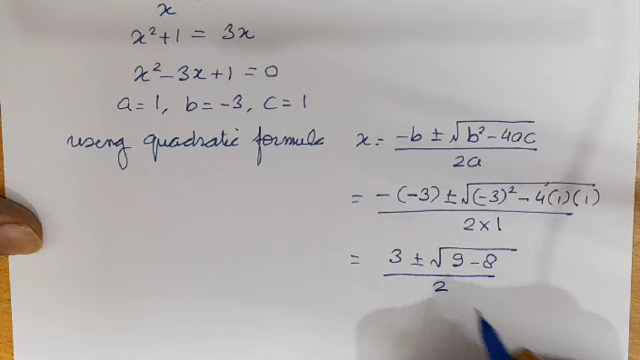 x
x² + 1 = 3x
x² - 3x + 1 = 0
a = 1, b = -3, c = 1
using quadratic formula x = (-b ± √(b² - 4ac)) / 2a
= (-(-3) ± √((-3)² - 4(1)(1))) / 2×1
= (3 ± √(9 - 8)) / 2